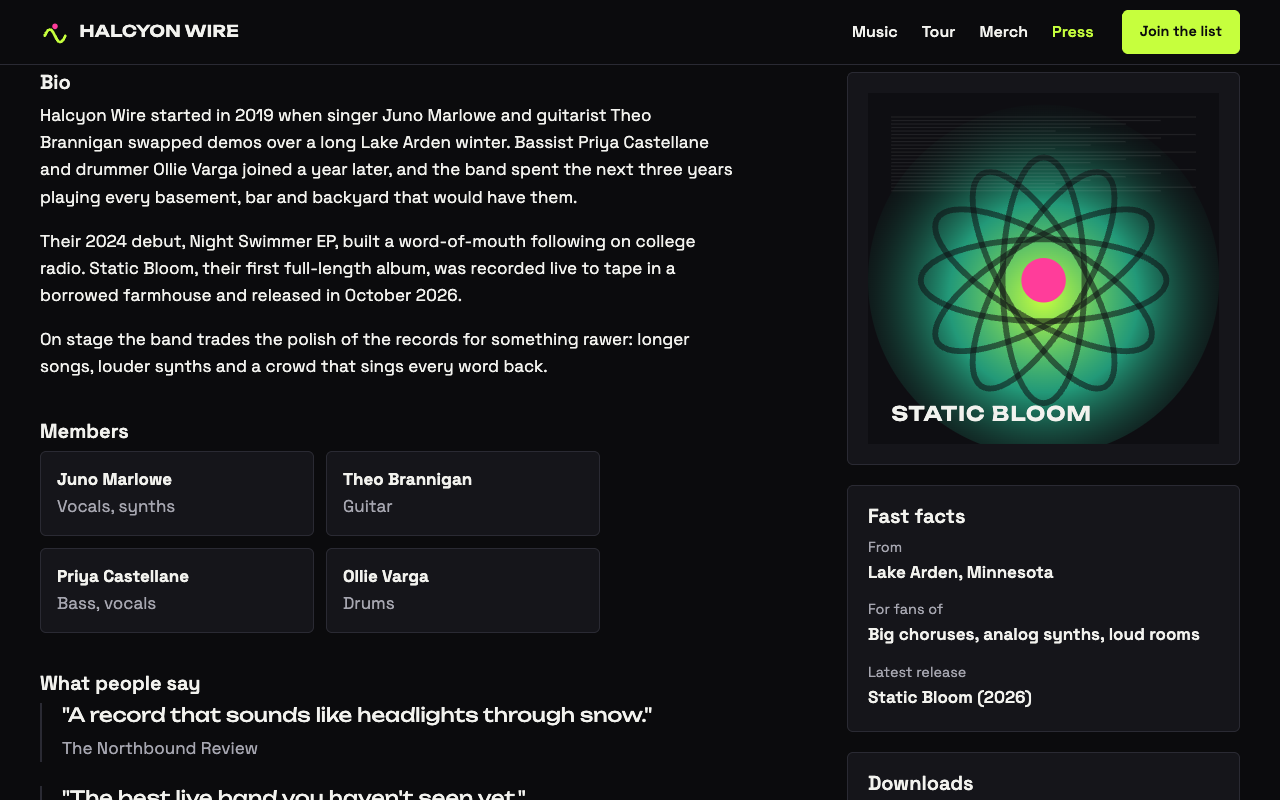 HALCYON WIRE
Music
Tour
Merch
Press
Join the list
Bio
Halcyon Wire started in 2019 when singer Juno Marlowe and guitarist Theo
Brannigan swapped demos over a long Lake Arden winter. Bassist Priya Castellane
and drummer Ollie Varga joined a year later, and the band spent the next three years
playing every basement, bar and backyard that would have them.
Their 2024 debut, Night Swimmer EP, built a word-of-mouth following on college
radio. Static Bloom, their first full-length album, was recorded live to tape in a
borrowed farmhouse and released in October 2026.
On stage the band trades the polish of the records for something rawer: longer
songs, louder synths and a crowd that sings every word back.
Members
Juno Marlowe
Vocals, synths
Theo Brannigan
Guitar
Priya Castellane
Bass, vocals
Ollie Varga
Drums
What people say
"A record that sounds like headlights through snow."
The Northbound Review
"The best live band you haven't seen yet."
STATIC BLOOM
Fast facts
From
Lake Arden, Minnesota
For fans of
Big choruses, analog synths, loud rooms
Latest release
Static Bloom (2026)
Downloads